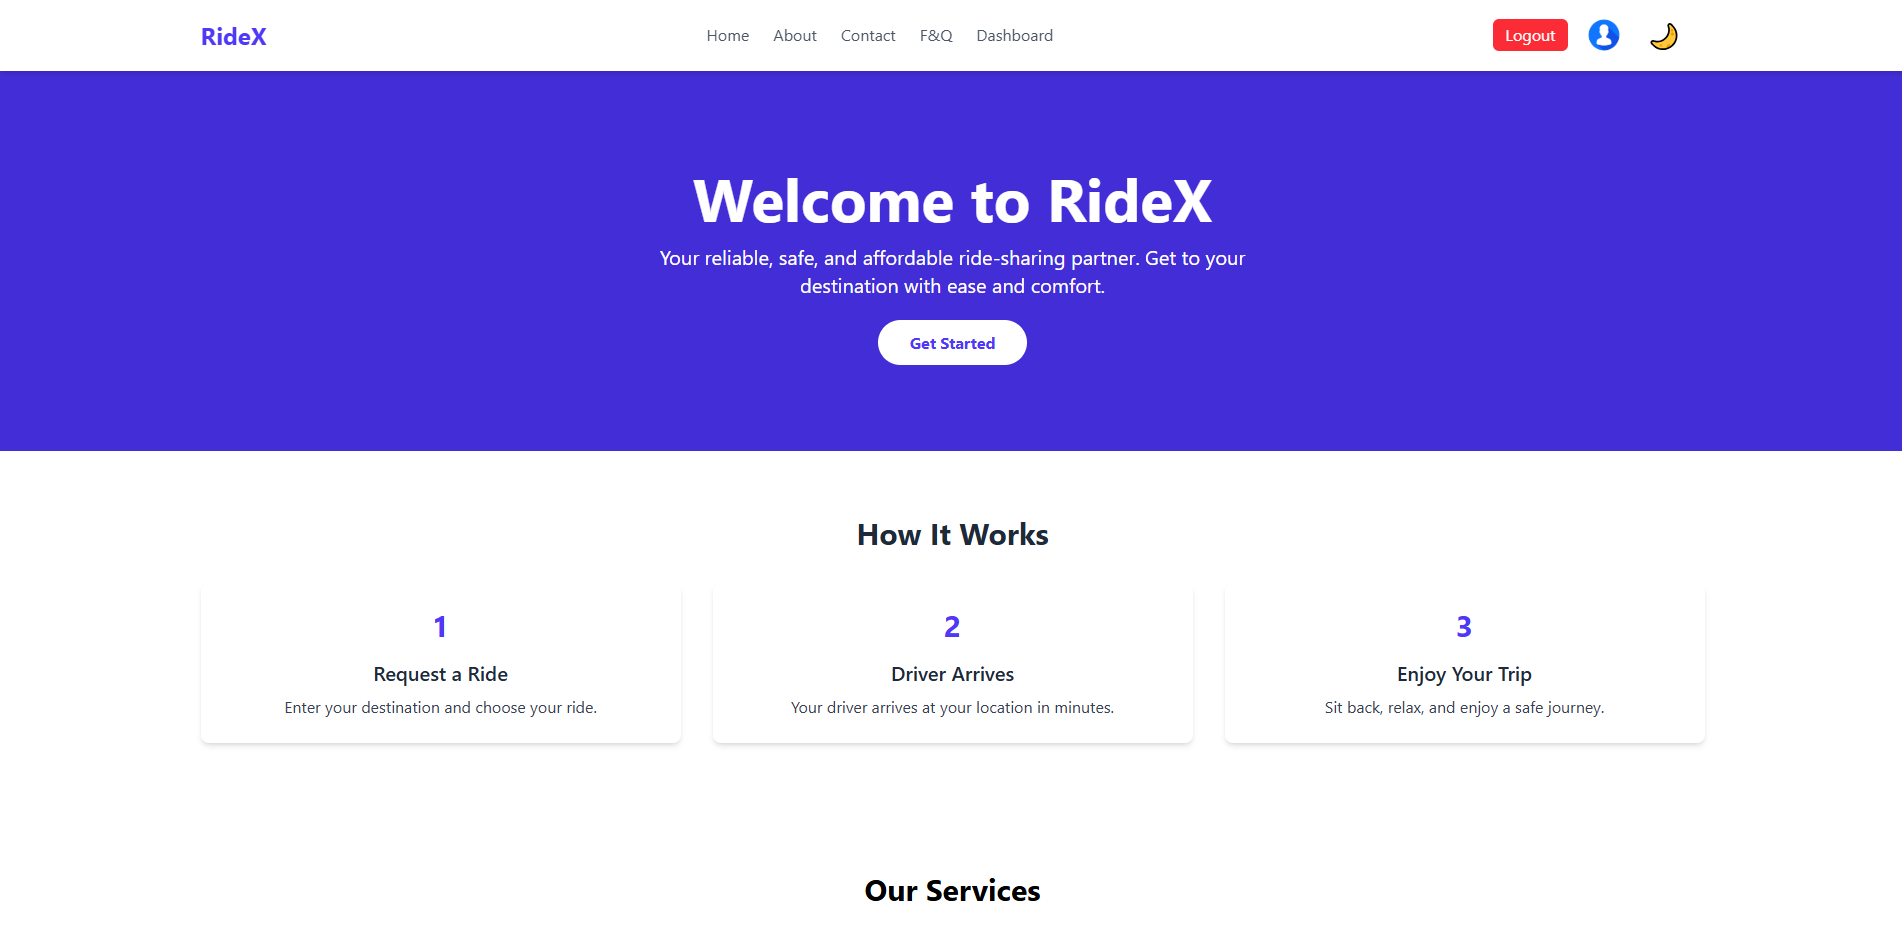 RideX
Home About Contact F&Q Dashboard
Logout
Welcome to RideX
Your reliable, safe, and affordable ride-sharing partner. Get to your
destination with ease and comfort.
Get Started
How It Works
1
Request a Ride
Enter your destination and choose your ride.
2
Driver Arrives
Your driver arrives at your location in minutes.
3
Enjoy Your Trip
Sit back, relax, and enjoy a safe journey.
Our Services